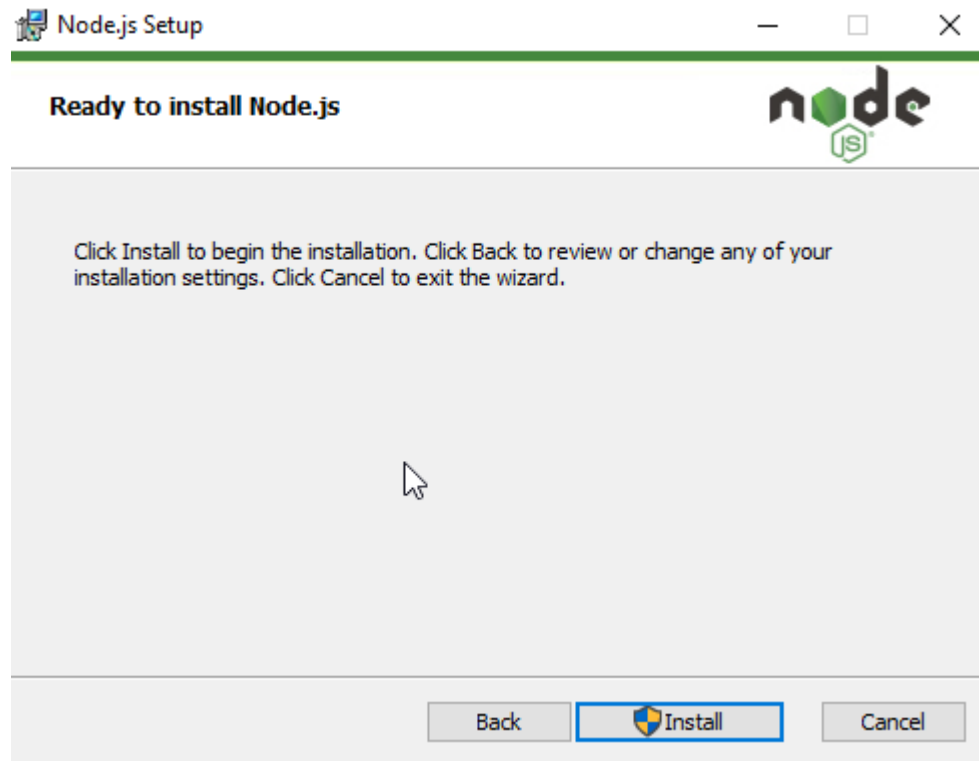 Node.js Setup
Ready to install Node.js
node
JS
Click Install to begin the installation. Click Back to review or change any of your
installation settings. Click Cancel to exit the wizard.
Back
Install
Cancel